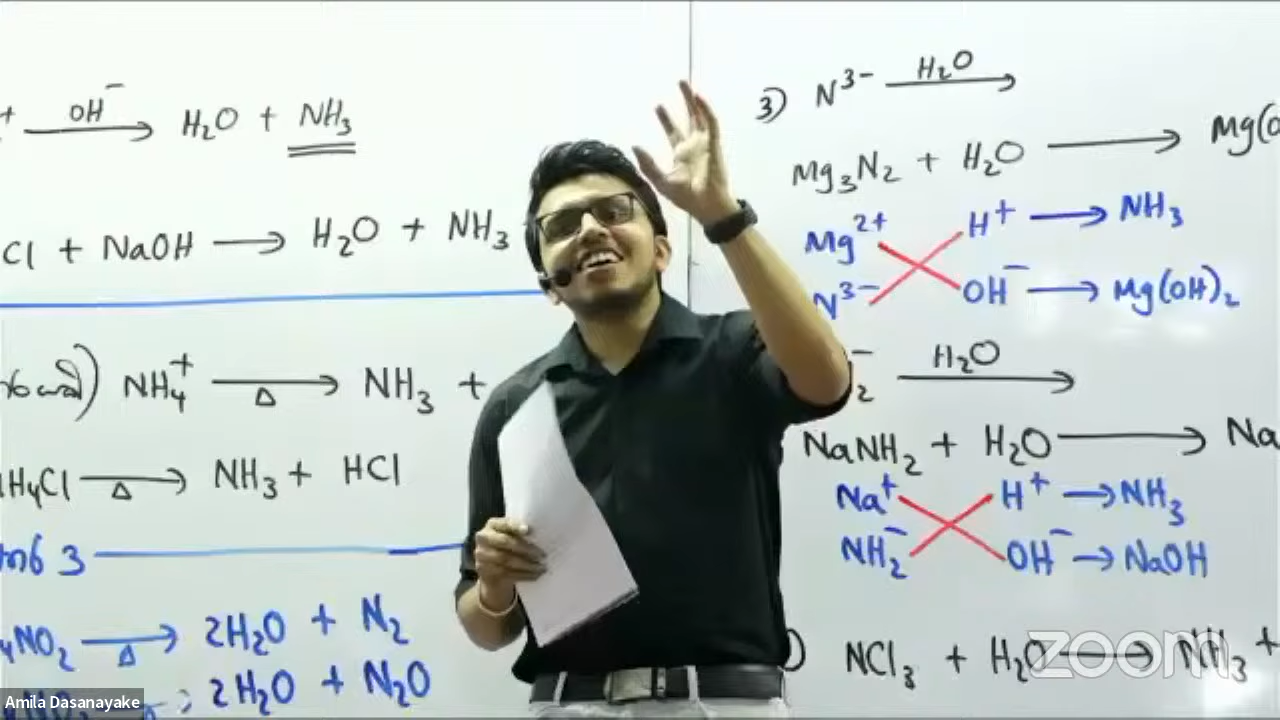 + OH⁻ ⟶ H₂O + NH₃
Cl + NaOH ⟶ H₂O + NH₃
NH₄⁺ ⟶ Δ NH₃ +
H₄Cl ⟶ Δ NH₃ + HCl
3
₄NO₂ ⟶ Δ 2H₂O + N₂
2H₂O + N₂O
3) N³⁻ H₂O ⟶
Mg₃N₂ + H₂O ⟶ Mg(O
Mg²⁺ H⁺ ⟶ NH₃
N³⁻ OH⁻ ⟶ Mg(OH)₂
₂⁻ H₂O ⟶
NaNH₂ + H₂O ⟶ Na
Na⁺ H⁺ ⟶ NH₃
NH₂⁻ OH⁻ ⟶ NaOH
) NCl₃ + H₂O ⟶ NH₃ +
zoom
Amila Dasanayake